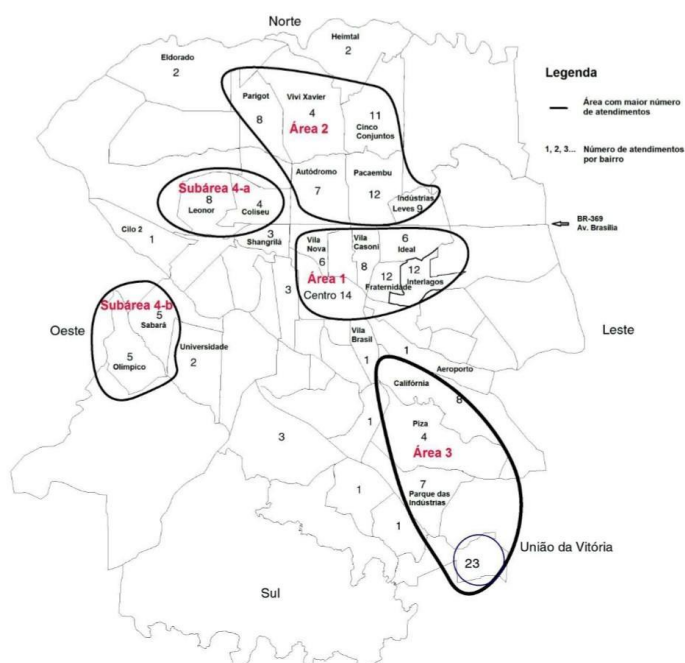 Norte
Heimtal
2
Eldorado
2
Legenda
Área com maior número
de atendimentos
1, 2, 3... Número de atendimentos
por bairro
Parigot
8
Vivi Xavier
4
Área 2
11
Cinco
Conjuntos
Autódromo
7
Pacaembu
12
Indústrias
Leves 9
Subárea 4-a
8
Leonor
4
Coliseu
BR-369
Av. Brasília
Cilo 2
1
3
Shangrilá
Vila
Nova
6
Vila
Casoni
8
6
Ideal
Área 1
12
Fraternidade
12
Interlagos
Centro 14
3
Subárea 4-b
5
Sabará
Oeste
5
Olímpico
Universidade
2
Vila
Brasil
1
1
Leste
Aeroporto
Califórnia
8
1
Piza
4
Área 3
3
7
Parque das
Indústrias
1
1
União da Vitória
23
Sul